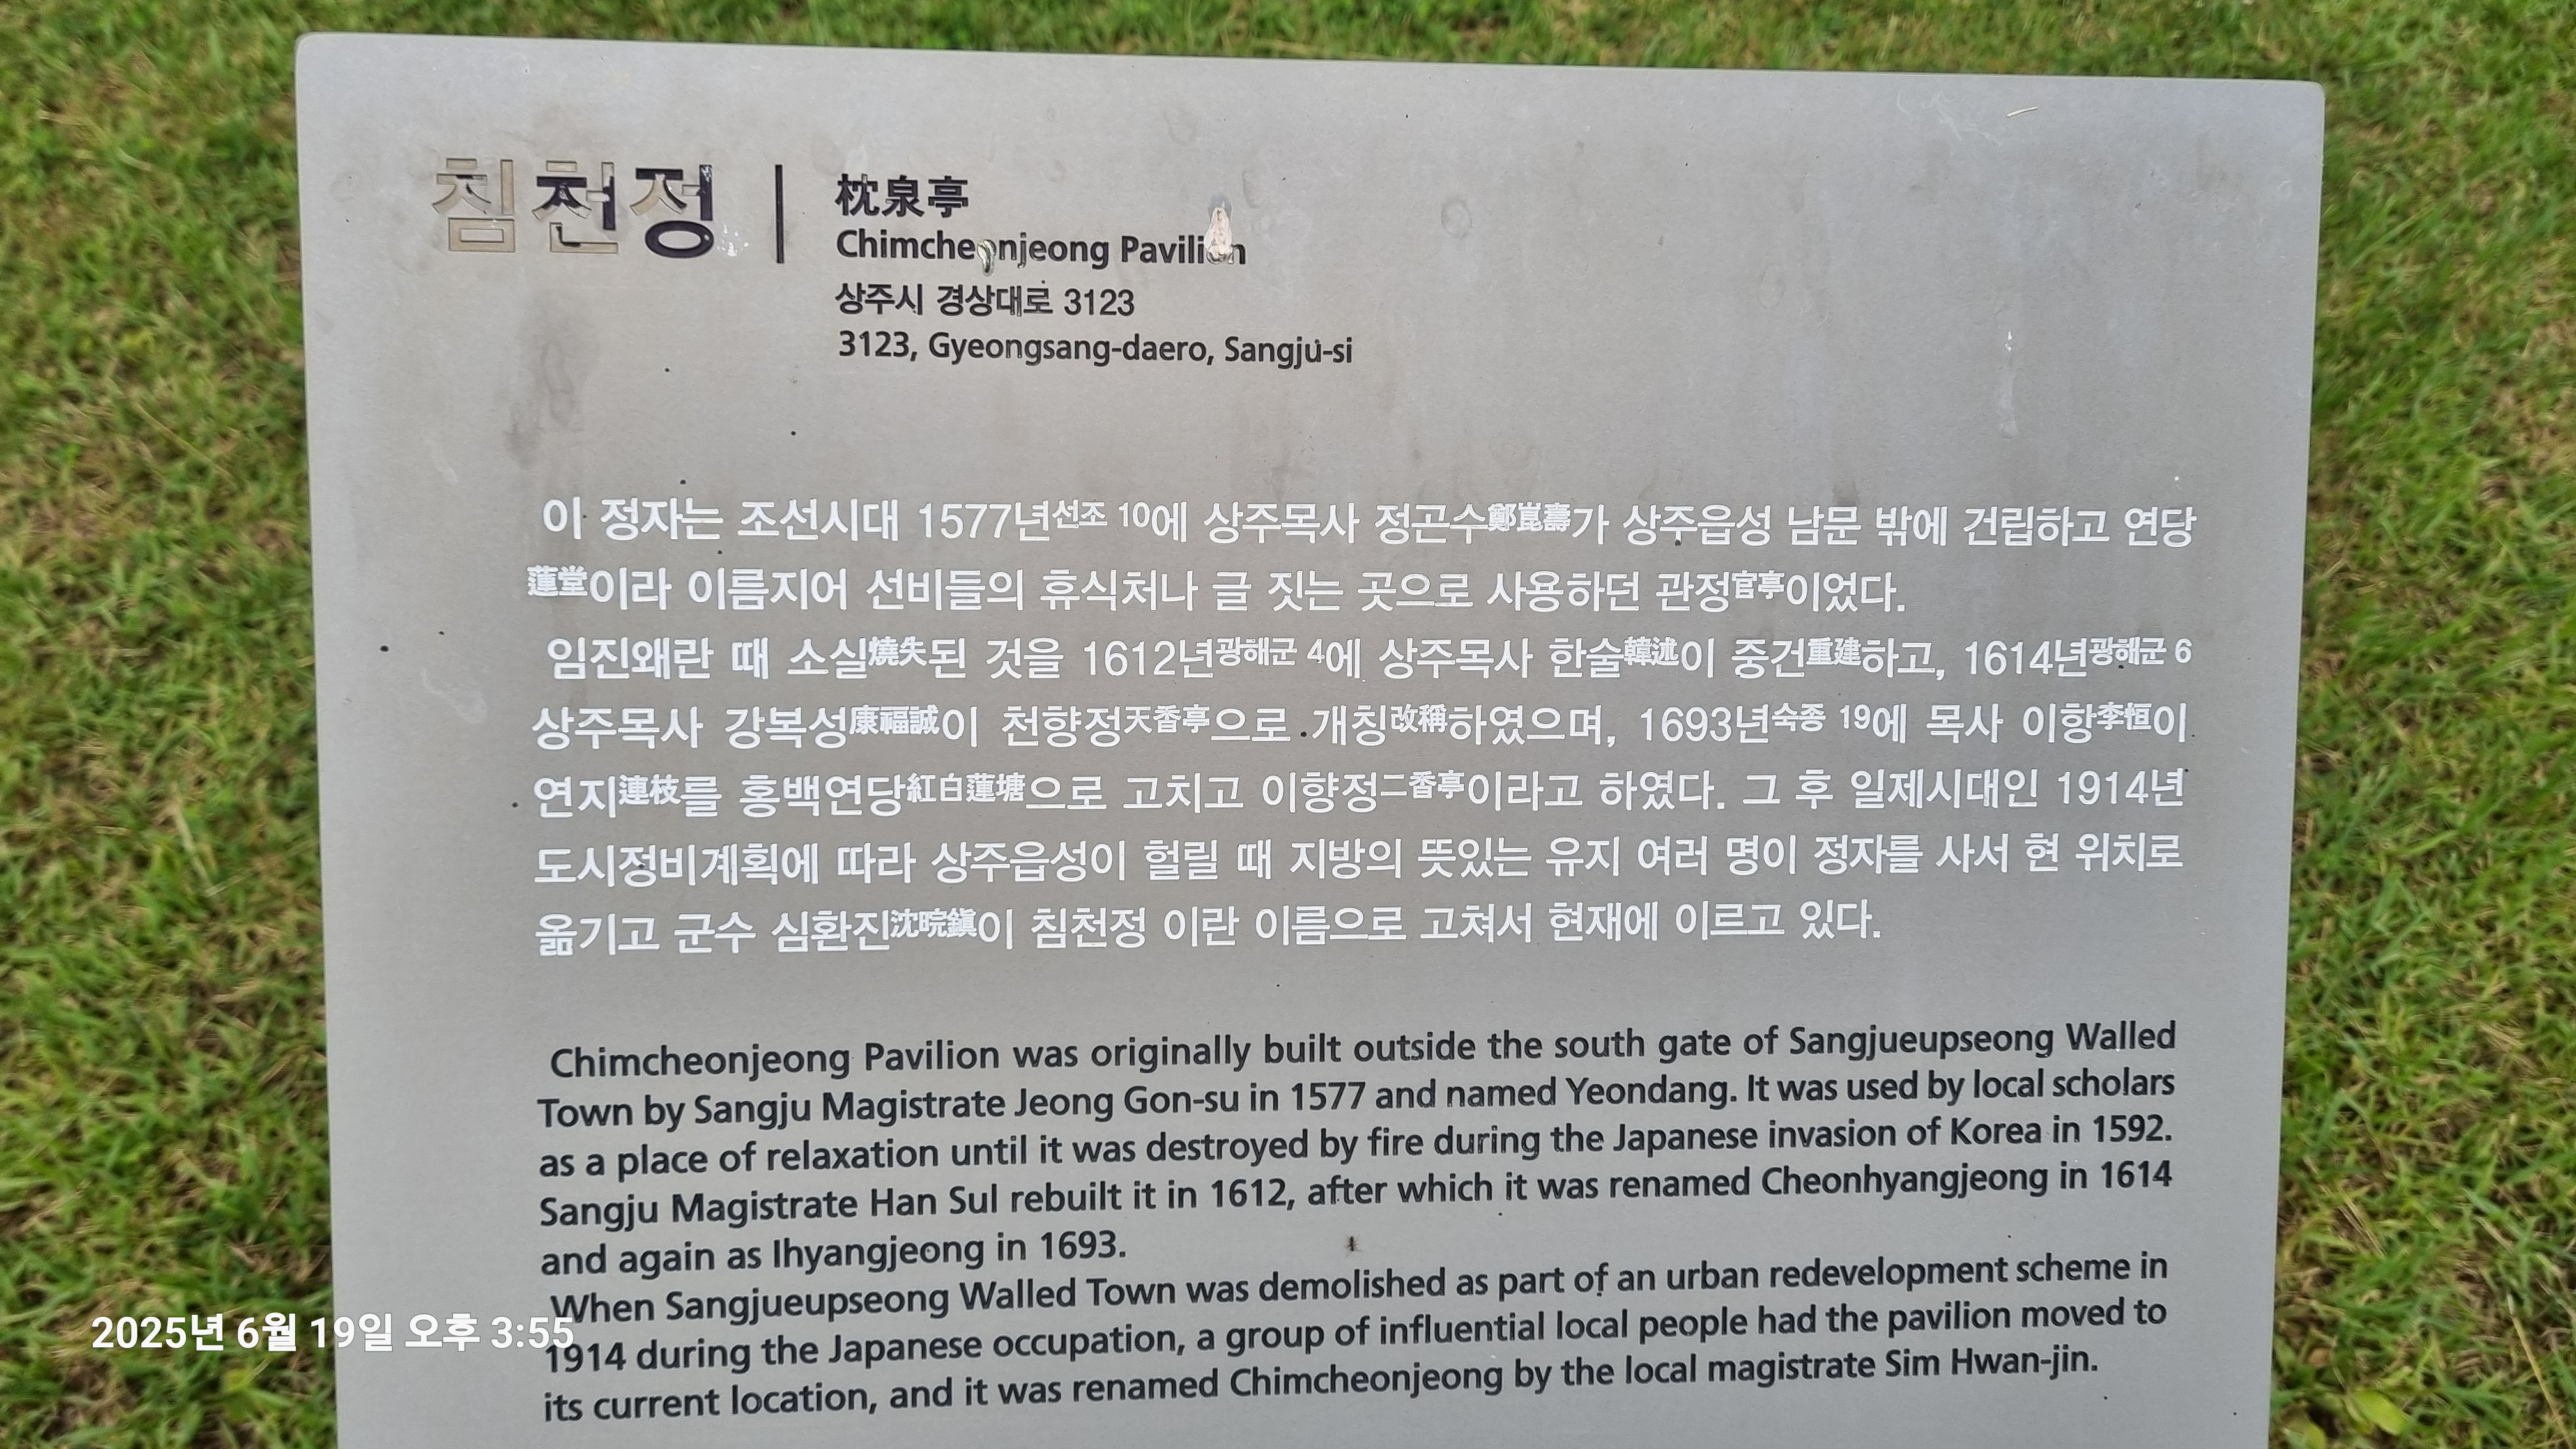 침천정
枕泉亭
Chimcheonjeong Pavilion
상주시 경상대로 3123
3123, Gyeongsang-daero, Sangju-si
이 정자는 조선시대 1577년선조 10에 상주목사 정곤수鄭崑壽가 상주읍성 남문 밖에 건립하고 연당
蓮堂이라 이름지어 선비들의 휴식처나 글 짓는 곳으로 사용하던 관정官亭이었다.
임진왜란 때 소실燒失된 것을 1612년광해군 4에 상주목사 한술韓述이 중건重建하고, 1614년광해군 6
상주목사 강복성康福誠이 천향정天香亭으로 개칭改稱하였으며, 1693년숙종 19에 목사 이항李恒이
연지連枝를 홍백연당紅白蓮塘으로 고치고 이향정二香亭이라고 하였다. 그 후 일제시대인 1914년
도시정비계획에 따라 상주읍성이 헐릴 때 지방의 뜻있는 유지 여러 명이 정자를 사서 현 위치로
옮기고 군수 심환진沈晥鎭이 침천정 이란 이름으로 고쳐서 현재에 이르고 있다.
Chimcheonjeong Pavilion was originally built outside the south gate of Sangjueupseong Walled
Town by Sangju Magistrate Jeong Gon-su in 1577 and named Yeondang. It was used by local scholars
as a place of relaxation until it was destroyed by fire during the Japanese invasion of Korea in 1592.
Sangju Magistrate Han Sul rebuilt it in 1612, after which it was renamed Cheonhyangjeong in 1614
and again as Ihyangjeong in 1693.
When Sangjueupseong Walled Town was demolished as part of an urban redevelopment scheme in
1914 during the Japanese occupation, a group of influential local people had the pavilion moved to
its current location, and it was renamed Chimcheonjeong by the local magistrate Sim Hwan-jin.
2025년 6월 19일 오후 3:55